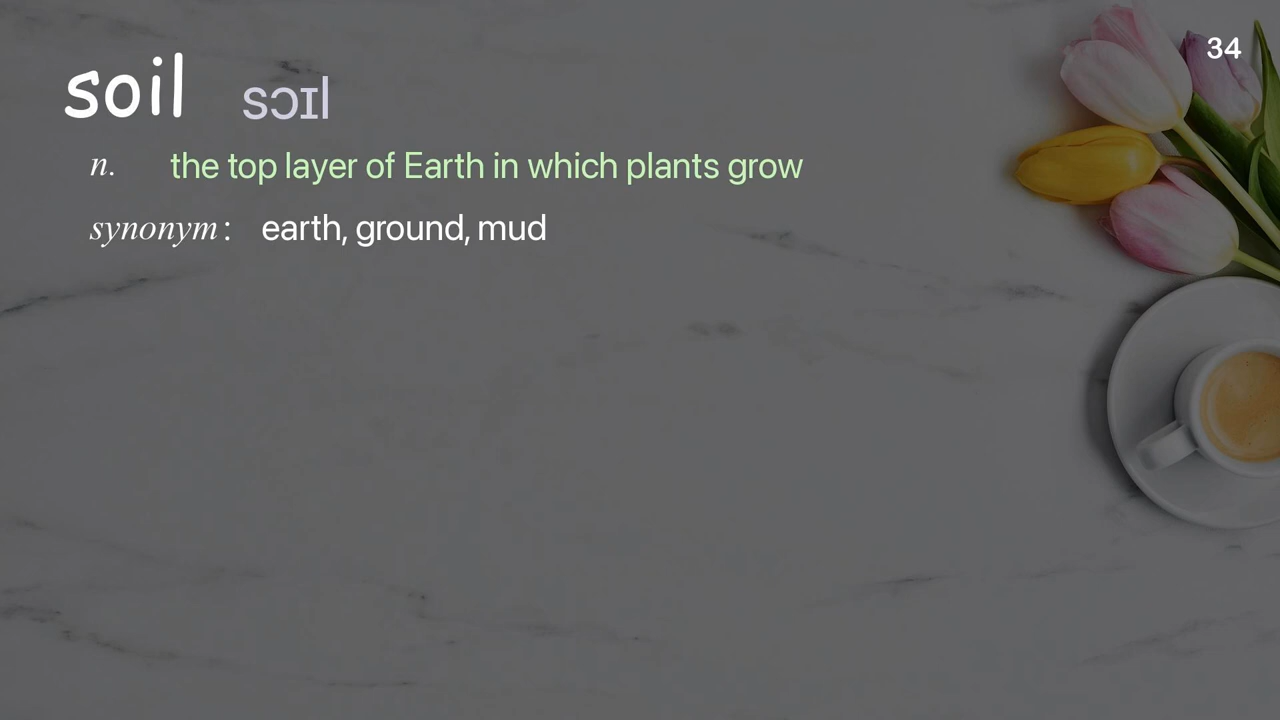 34
soil sɔɪl
n. the top layer of Earth in which plants grow
synonym: earth, ground, mud